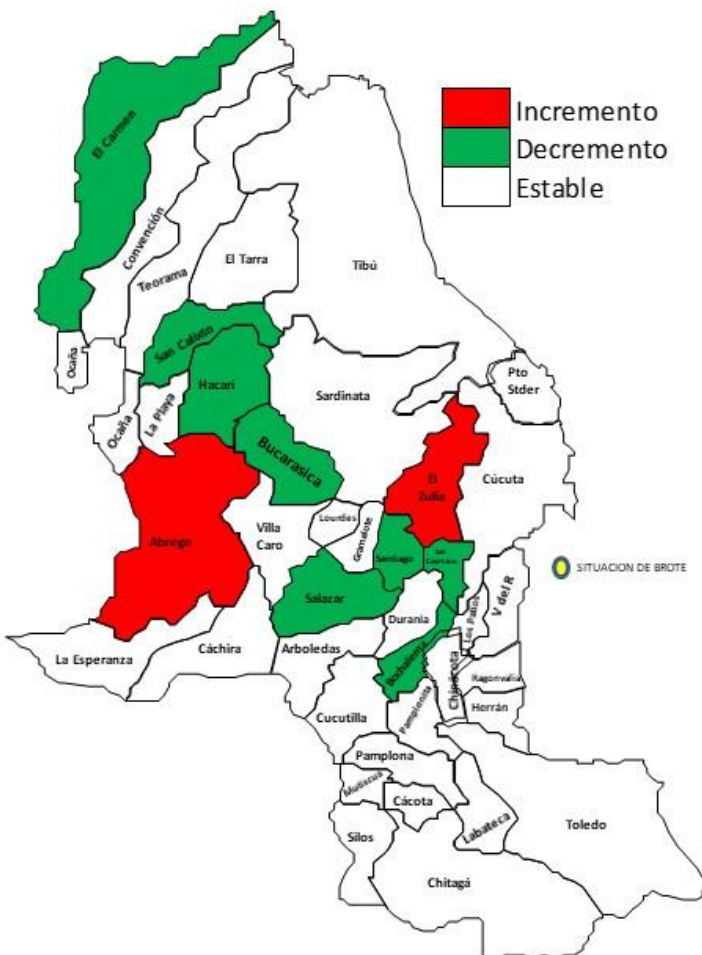 Incremento
Decremento
Estable
El Carmen
Convención
Teorama
El Tarra
Tibú
San Calixto
Ocaña
Hacari
La Playa
Ocaña
Sardinata
Pto
Stder
Bucarasica
El
Zulia
Cúcuta
Abrego
Villa
Caro
Lourdes
Gramalote
Santiago
SITUACION DE BROTE
Salazar
Durania
Los Patios
V del R
La Esperanza
Cáchira
Arboledas
Bochalema
Chinácota
Ragonvalia
Herrán
Cucutilla
Pamplonita
Pamplona
Mutiscua
Cácota
Labateca
Toledo
Silos
Chitagá